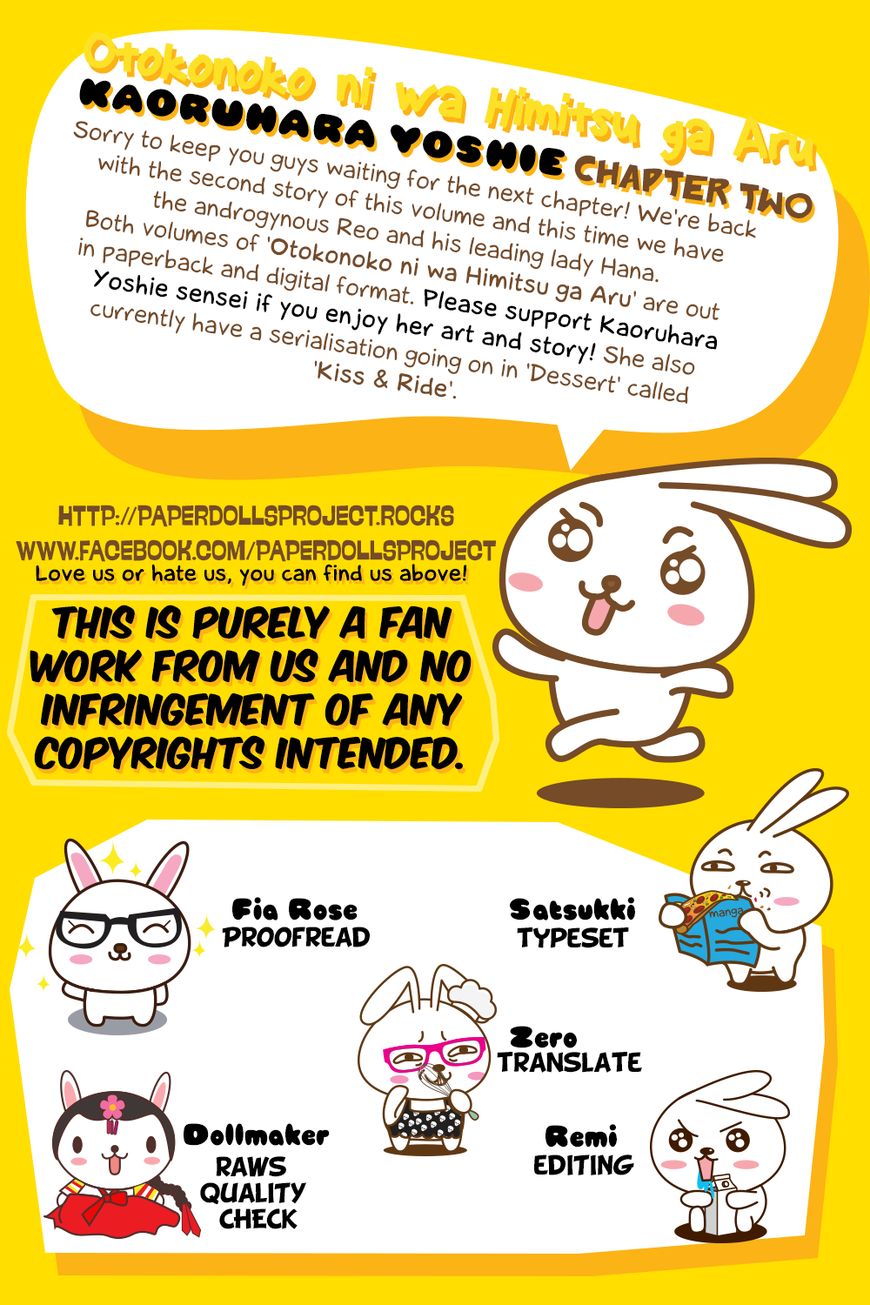 Otokonoko ni wa Himitsu ga Aru
KAORUHARA YOSHIE CHAPTER TWO
Sorry to keep you guys waiting for the next chapter! We're back
with the second story of this volume and this time we have
the androgynous Reo and his leading lady Hana.
Both volumes of 'Otokonoko ni wa Himitsu ga Aru' are out
in paperback and digital format. Please support Kaoruhara
Yoshie sensei if you enjoy her art and story! She also
currently have a serialisation going on in 'Dessert' called
'Kiss & Ride'.
HTTP://PAPERDOLLSPROJECT.ROCKS
WWW.FACEBOOK.COM/PAPERDOLLSPROJECT
Love us or hate us, you can find us above!
THIS IS PURELY A FAN
WORK FROM US AND NO
INFRINGEMENT OF ANY
COPYRIGHTS INTENDED.
Fia Rose
PROOFREAD
Satsukki
TYPESET
manga
Zero
TRANSLATE
Dollmaker
RAWS
QUALITY
CHECK
Remi
EDITING